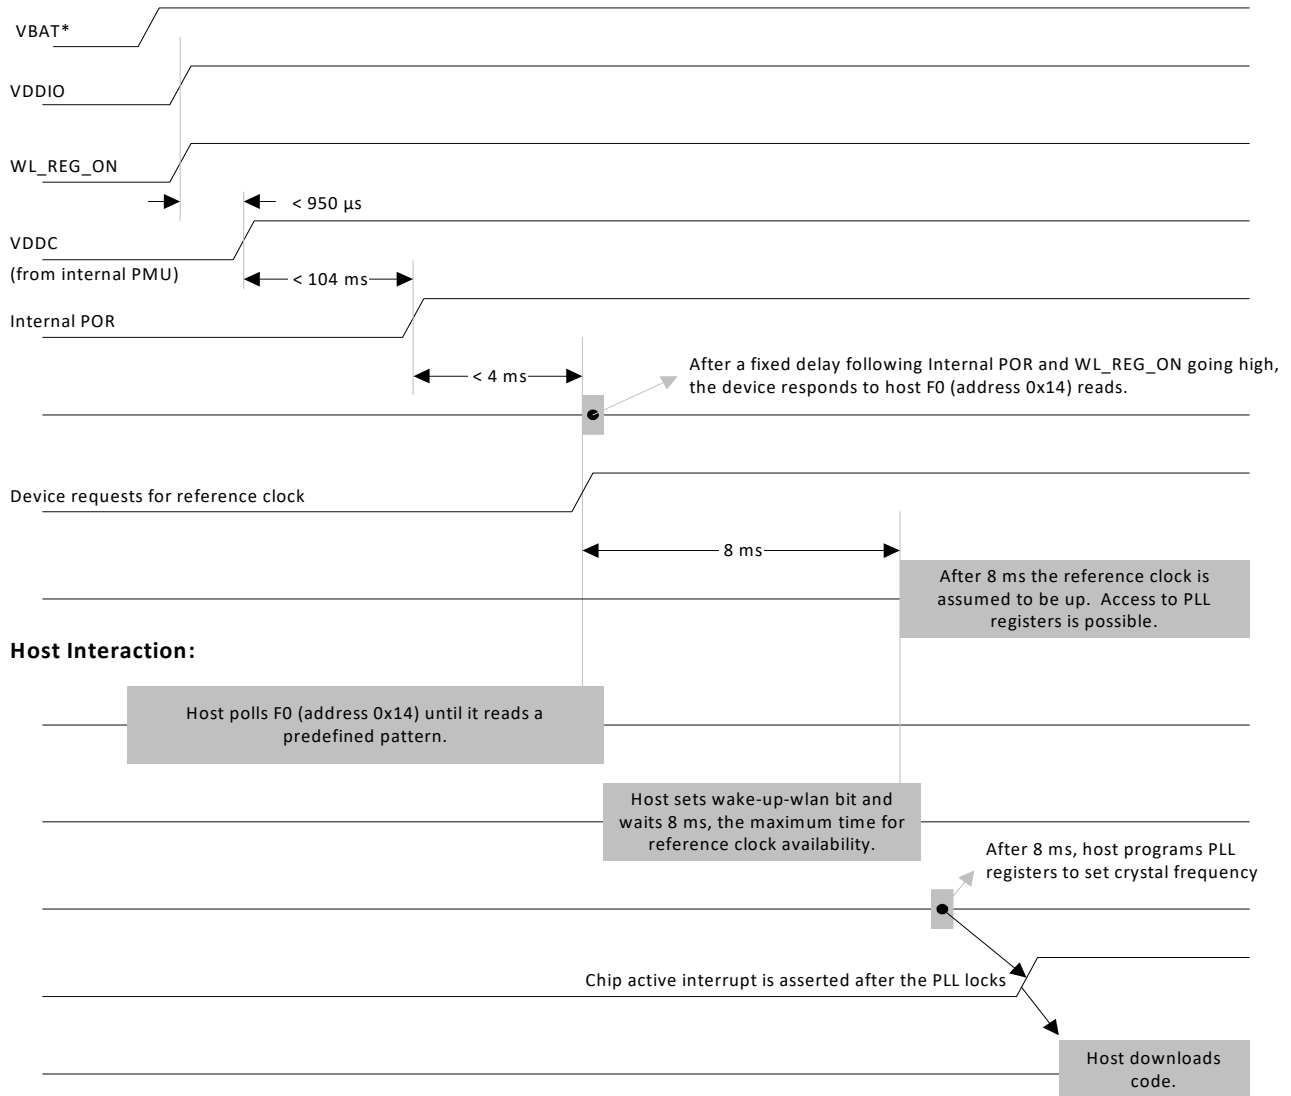 VBAT*
VDDIO
WL_REG_ON
< 950 µs
VDDC
(from internal PMU)
< 104 ms
Internal POR
< 4 ms
After a fixed delay following Internal POR and WL_REG_ON going high,
the device responds to host F0 (address 0x14) reads.
Device requests for reference clock
8 ms
After 8 ms the reference clock is
assumed to be up. Access to PLL
registers is possible.
Host Interaction:
Host polls F0 (address 0x14) until it reads a
predefined pattern.
Host sets wake-up-wlan bit and
waits 8 ms, the maximum time for
reference clock availability.
After 8 ms, host programs PLL
registers to set crystal frequency
Chip active interrupt is asserted after the PLL locks
Host downloads
code.